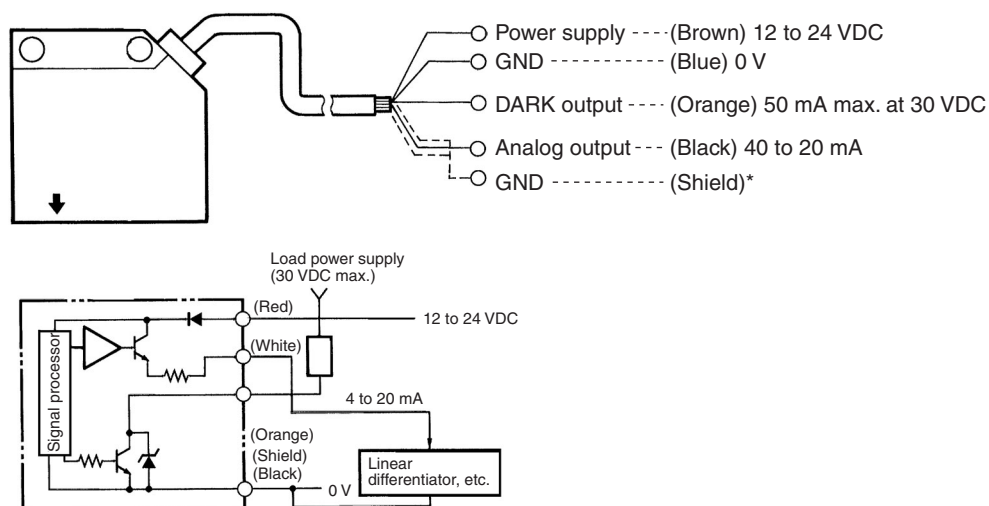 Power supply ---- (Brown) 12 to 24 VDC
GND ------------- (Blue) 0 V
DARK output --- (Orange) 50 mA max. at 30 VDC
Analog output --- (Black) 40 to 20 mA
GND ------------- (Shield)*
Load power supply
(30 VDC max.)
(Red)
12 to 24 VDC
(White)
Signal processor
4 to 20 mA
(Orange)
(Shield)
(Black)
Linear
differentiator, etc.
0 V